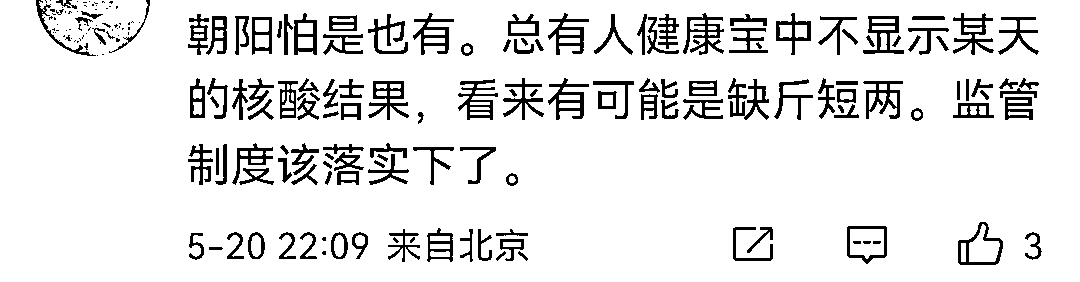 朝阳怕是也有。总有人健康宝中不显示某天
的核酸结果，看来有可能是缺斤短两。监管
制度该落实下了。
5-20 22:09 来自北京 3